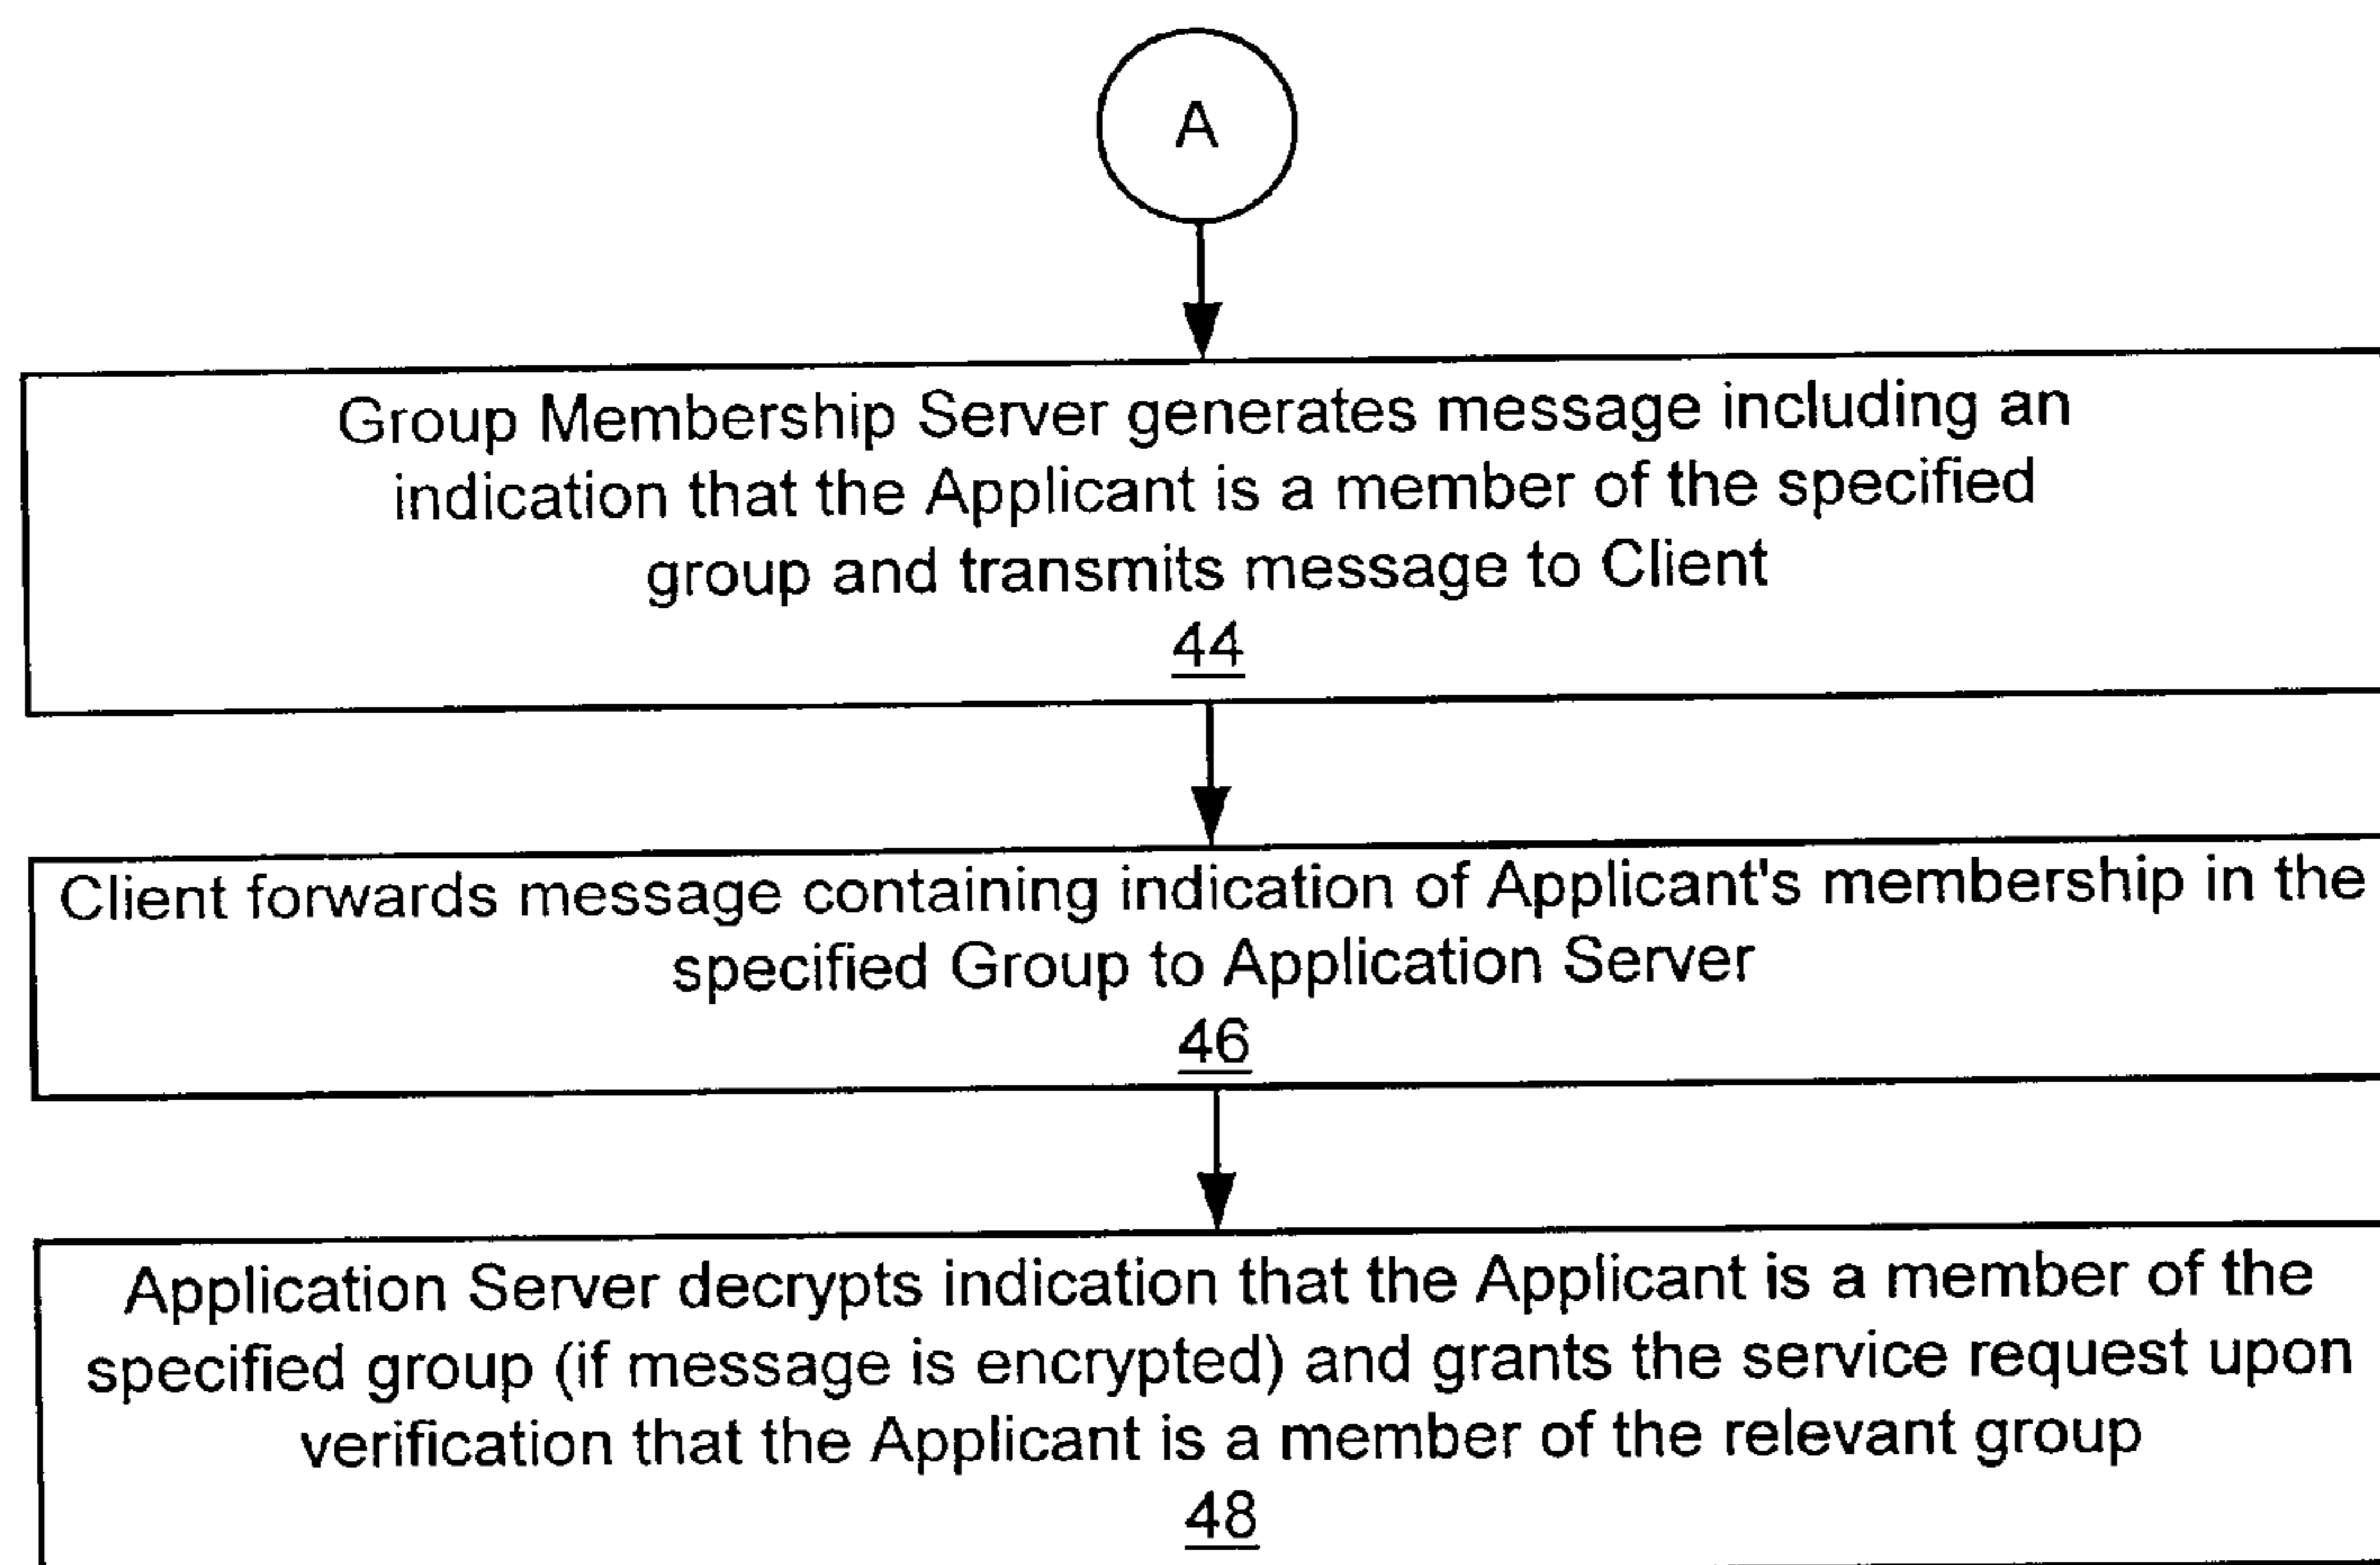 A
Group Membership Server generates message including an
indication that the Applicant is a member of the specified
group and transmits message to Client
44
Client forwards message containing indication of Applicant's membership in the
specified Group to Application Server
46
Application Server decrypts indication that the Applicant is a member of the
specified group (if message is encrypted) and grants the service request upon
verification that the Applicant is a member of the relevant group
48